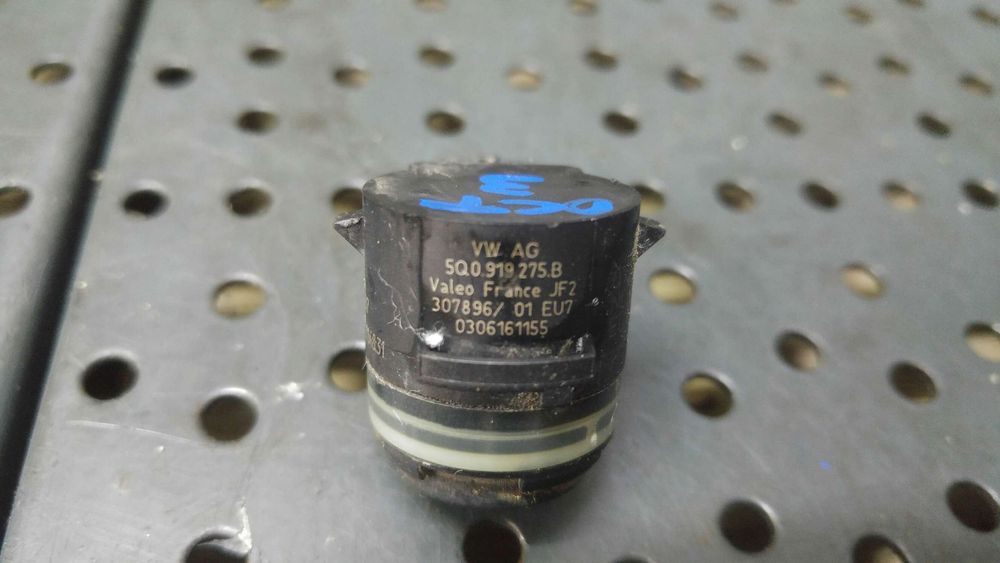 VW AG
5Q0.919.275.B
Valeo France JF2
307896/ 01 EU7
0306161155